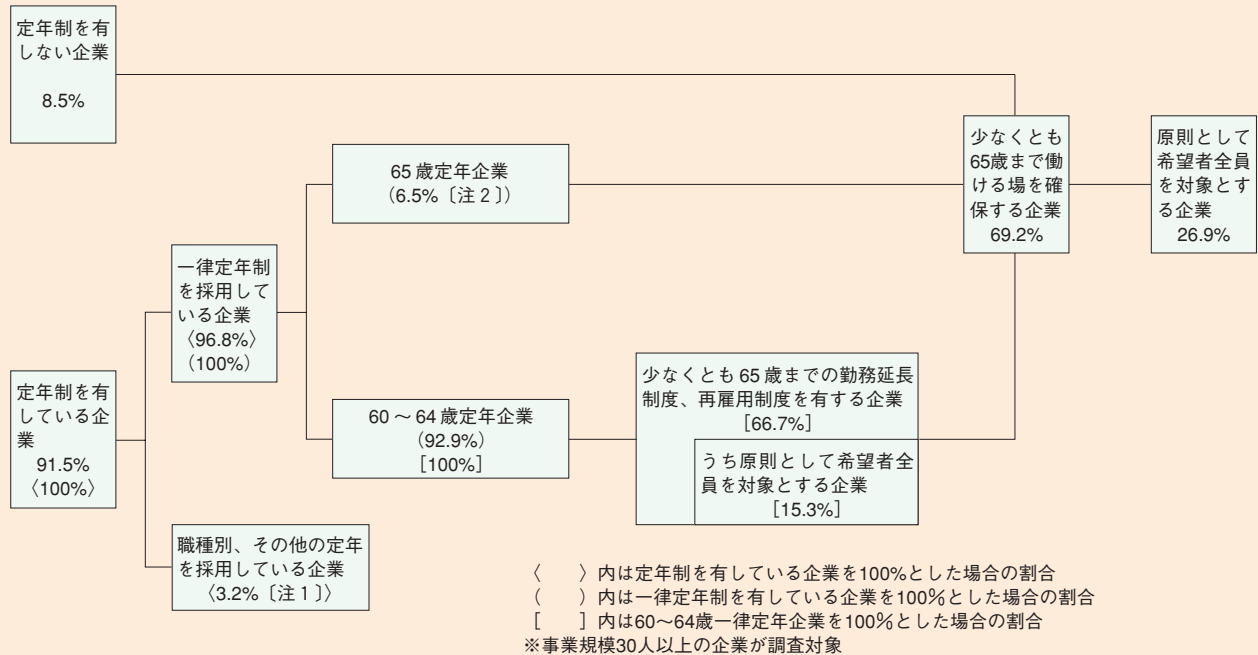 定年制を有
しない企業
8.5%
65歳定年企業
（6.5%〔注２〕）
少なくとも
65歳まで働
ける場を確
保する企業
69.2%
原則として
希望者全員
を対象とす
る企業
26.9%
一律定年制
を採用して
いる企業
〈96.8%〉
（100%）
定年制を有
している企
業
91.5%
〈100%〉
60～64歳定年企業
（92.9%）
［100%］
少なくとも65歳までの勤務延長
制度、再雇用制度を有する企業
［66.7%］
うち原則として希望者全
員を対象とする企業
［15.3%］
職種別、その他の定年
を採用している企業
〈3.2%〔注１〕〉
〈　　〉内は定年制を有している企業を100%とした場合の割合
（　　）内は一律定年制を有している企業を100％とした場合の割合
［　　］内は60～64歳一律定年企業を100％とした場合の割合
※事業規模30人以上の企業が調査対象